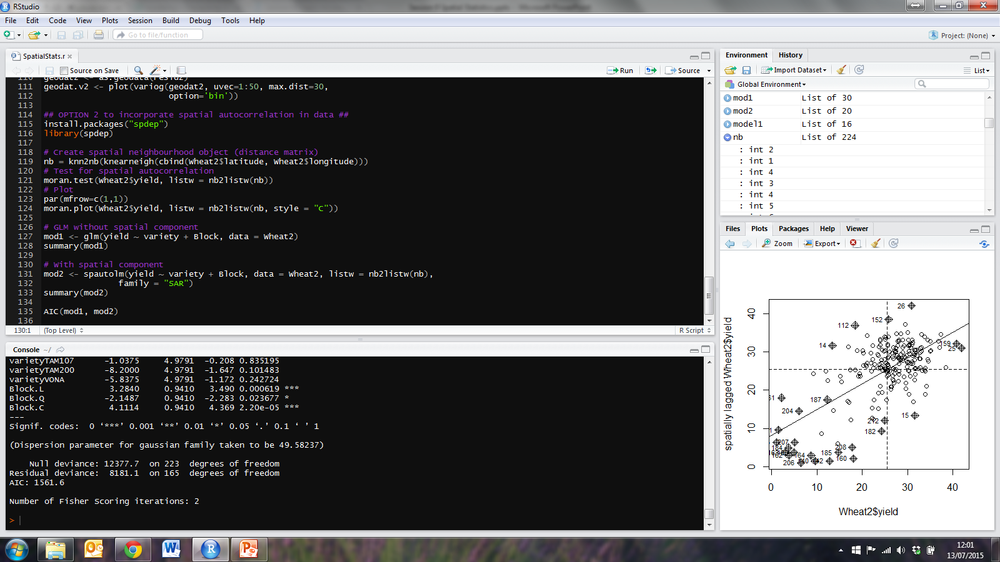 RStudio
File Edit Code View Plots Session Build Debug Tools Help
Go to file/function
Project: (None)
SpatialStats.r
Source on Save
Run
Source
110 geodat2 <- as.geodata(resid2)
111 geodat.v2 <- plot(variog(geodat2, uvec=1:50, max.dist=30,
112 option='bin'))
113
114 ## OPTION 2 to incorporate spatial autocorrelation in data ##
115 install.packages("spdep")
116 library(spdep)
117
118 # Create spatial neighbourhood object (distance matrix)
119 nb = knn2nb(knearneigh(cbind(Wheat2$latitude, Wheat2$longitude)))
120 # Test for spatial autocorrelation
121 moran.test(Wheat2$yield, listw = nb2listw(nb))
122 # Plot
123 par(mfrow=c(1,1))
124 moran.plot(Wheat2$yield, listw = nb2listw(nb, style = "C"))
125
126 # GLM without spatial component
127 mod1 <- glm(yield ~ variety + Block, data = Wheat2)
128 summary(mod1)
129
130 # With spatial component
131 mod2 <- spautolm(yield ~ variety + Block, data = Wheat2, listw = nb2listw(nb),
132 family = "SAR")
133 summary(mod2)
134
135 AIC(mod1, mod2)
136
130:1 (Top Level)
R Script
Console ~/
varietyTAM107 -1.0375 4.9791 -0.208 0.835195
varietyTAM200 -8.2000 4.9791 -1.647 0.101483
varietyVONA -5.8375 4.9791 -1.172 0.242724
Block.L 3.2840 0.9410 3.490 0.000619 ***
Block.Q -2.1487 0.9410 -2.283 0.023677 *
Block.C 4.1114 0.9410 4.369 2.20e-05 ***
---
Signif. codes: 0 ‘***’ 0.001 ‘**’ 0.01 ‘*’ 0.05 ‘.’ 0.1 ‘ ’ 1
(Dispersion parameter for gaussian family taken to be 49.58237)
Null deviance: 12377.7 on 223 degrees of freedom
Residual deviance: 8181.1 on 165 degrees of freedom
AIC: 1561.6
Number of Fisher Scoring iterations: 2
>
Environment History
Import Dataset
List
Global Environment
mod1 List of 30
mod2 List of 20
model1 List of 16
nb List of 224
: int 2
: int 1
: int 4
: int 3
: int 4
: int 5
Files Plots Packages Help Viewer
Zoom Export
spatially lagged Wheat2$yield
40
30
20
10
0
26
152
112
14
159
25
61
187
204
15
212
182
1
207
184
163
162
164
208
185
160
206
0 10 20 30 40
Wheat2$yield
12:01
13/07/2015